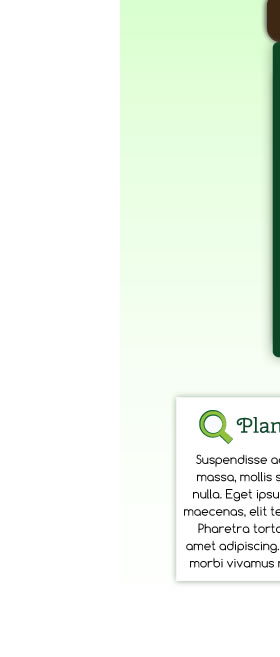 Plan
Suspendisse a
massa, mollis s
nulla. Eget ipsu
maecenas, elit te
Pharetra torto
amet adipiscing.
morbi vivamus